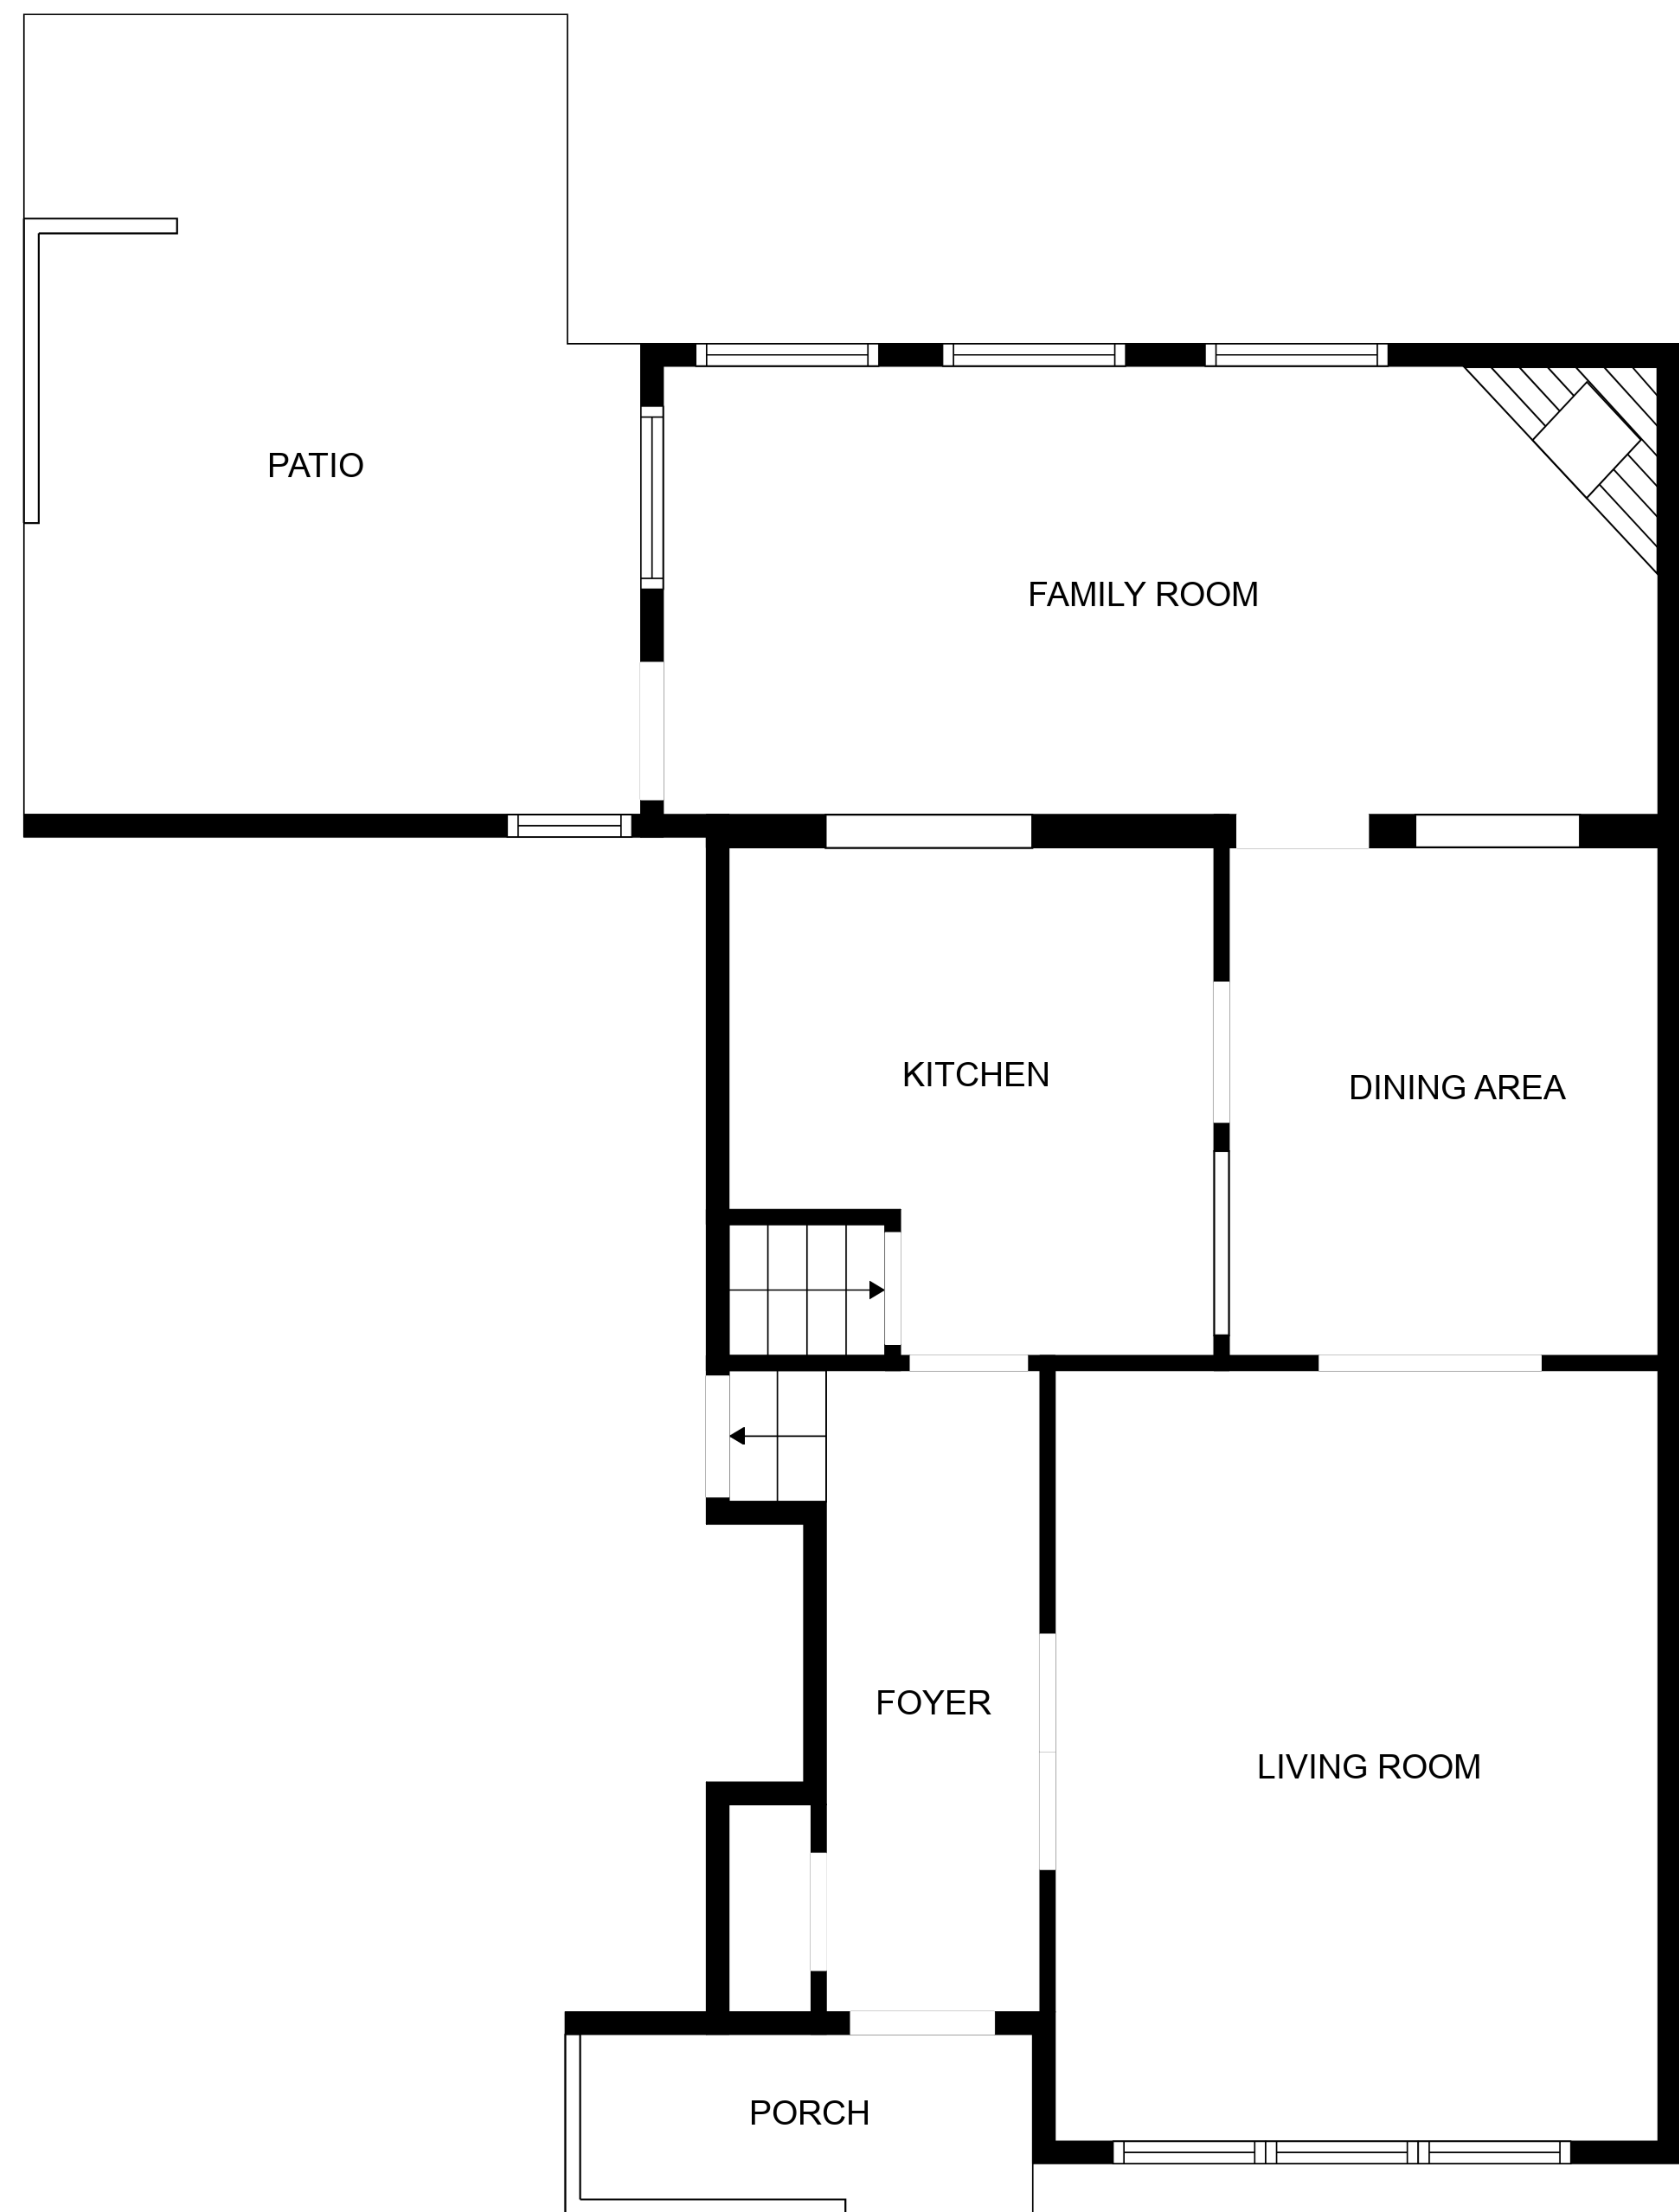 PATIO
FAMILY ROOM
KITCHEN
DINING AREA
FOYER
LIVING ROOM
PORCH